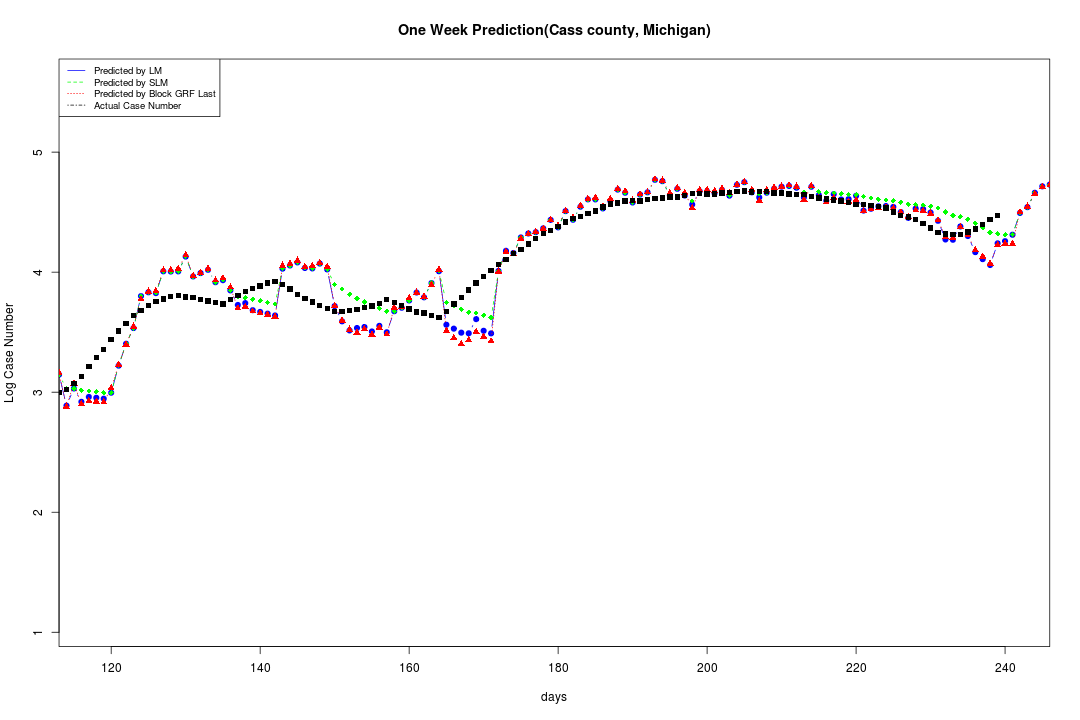 One Week Prediction(Cass county, Michigan)
Predicted by LM
Predicted by SLM
Predicted by Block GRF Last
Actual Case Number
5
4
3
2
1
Log Case Number
120 140 160 180 200 220 240
days